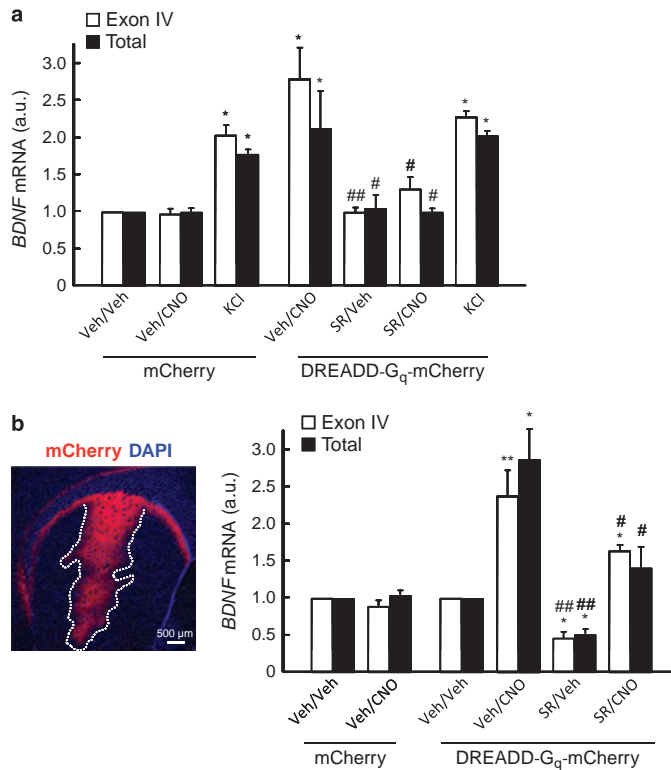 a
Exon IV
Total
BDNF mRNA (a.u.)
3.0
2.5
2.0
1.5
1.0
0.5
0
* * * * ## # # # * *
Veh/Veh Veh/CNO KCl Veh/CNO SR/Veh SR/CNO KCl
mCherry DREADD-Gq-mCherry
b
mCherry DAPI
500 µm
Exon IV
Total
BDNF mRNA (a.u.)
3.0
2.5
2.0
1.5
1.0
0.5
0
** * ## * ## * # * #
Veh/Veh Veh/CNO Veh/Veh Veh/CNO SR/Veh SR/CNO
mCherry DREADD-Gq-mCherry